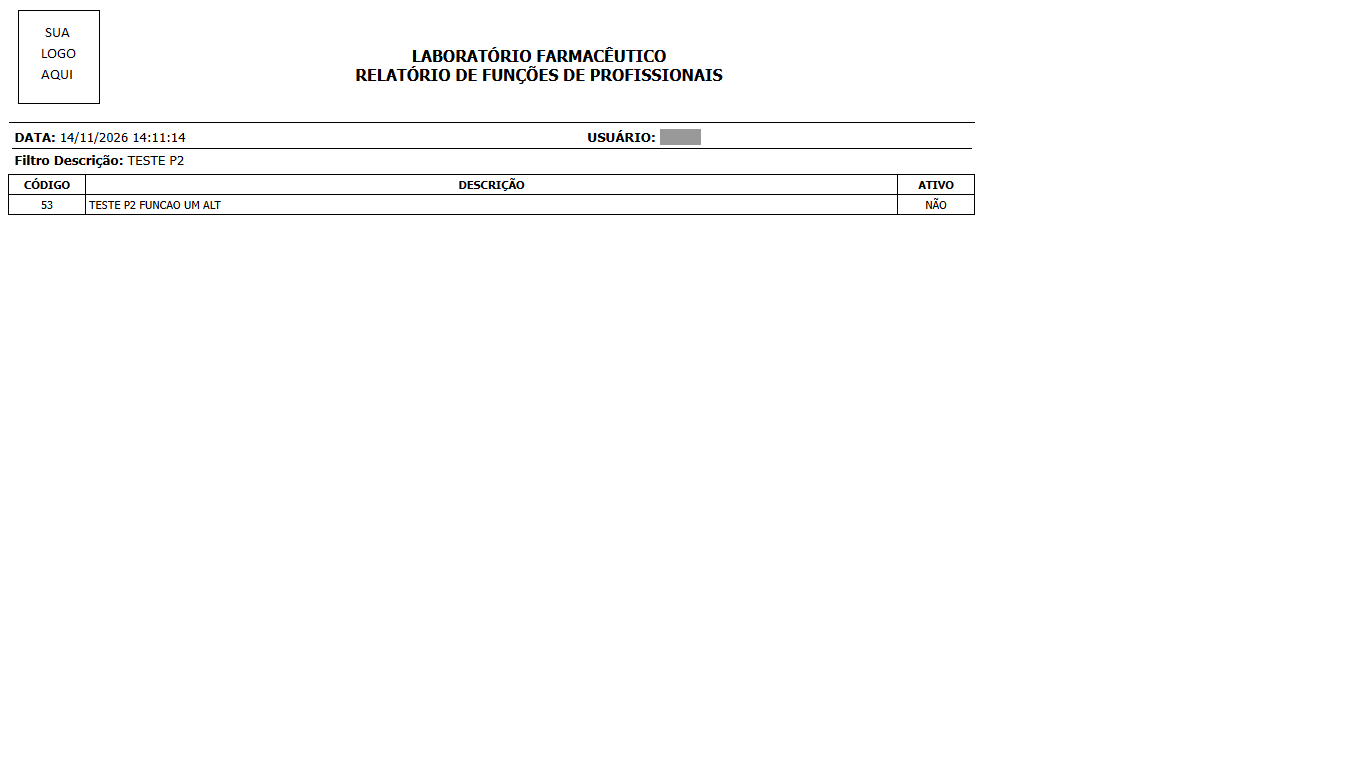 SUA
LOGO
AQUI
LABORATÓRIO FARMACÊUTICO
RELATÓRIO DE FUNÇÕES DE PROFISSIONAIS
DATA: 14/11/2026 14:11:14 USUÁRIO:
Filtro Descrição: TESTE P2
CÓDIGO DESCRIÇÃO ATIVO
53 TESTE P2 FUNCAO UM ALT NÃO